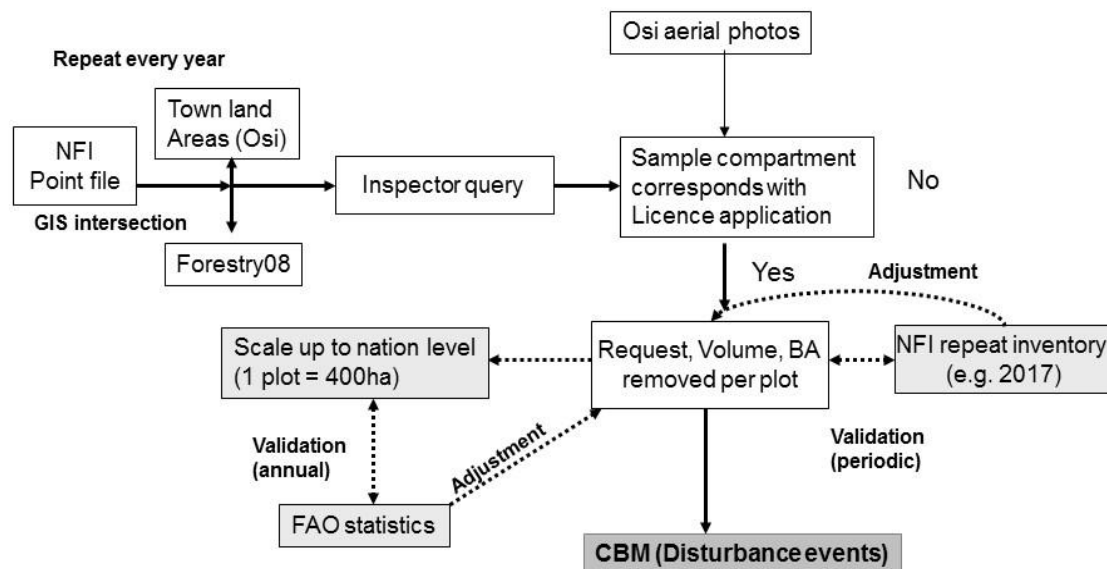 Osi aerial photos
Repeat every year
Town land
Areas (Osi)
NFI
Point file
Inspector query
Sample compartment
corresponds with
Licence application
No
GIS intersection
Forestry08
Yes
Adjustment
Scale up to nation level
(1 plot = 400ha)
Request, Volume, BA
removed per plot
NFI repeat inventory
(e.g. 2017)
Validation
(annual)
Adjustment
Validation
(periodic)
FAO statistics
CBM (Disturbance events)